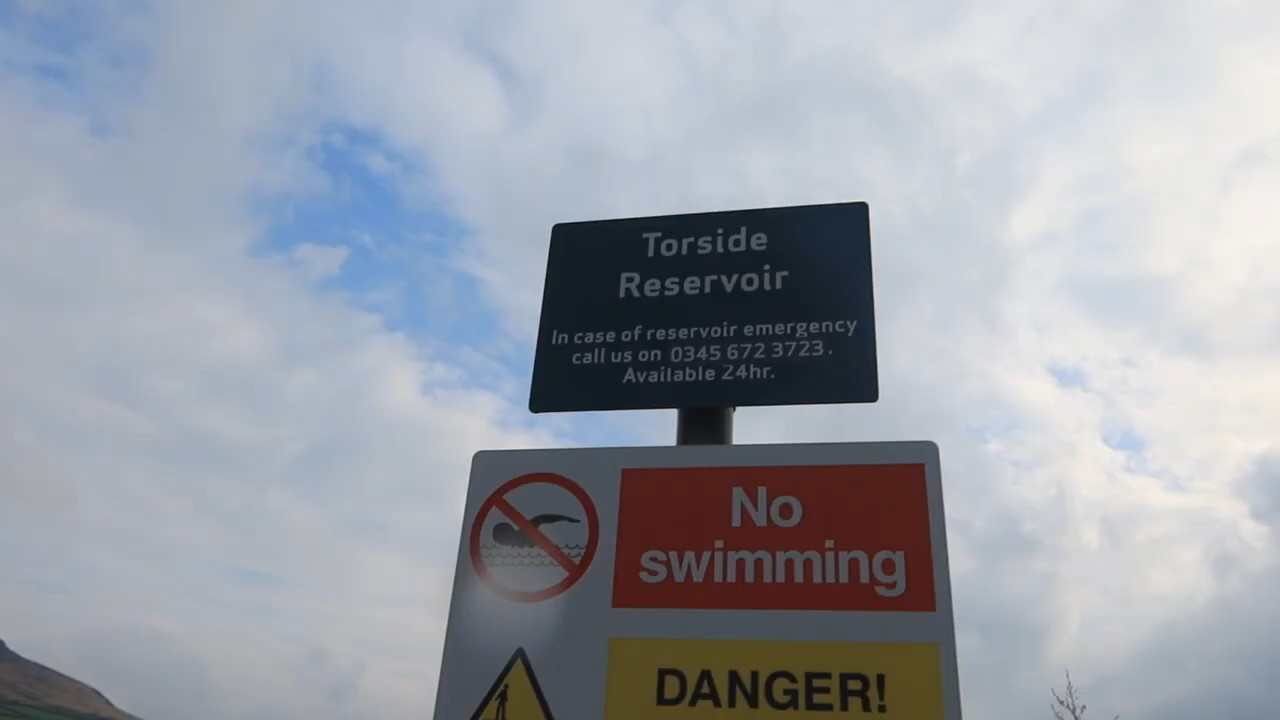 Torside
Reservoir
In case of reservoir emergency
call us on 0345 672 3723.
Available 24hr.
No
swimming
DANGER!